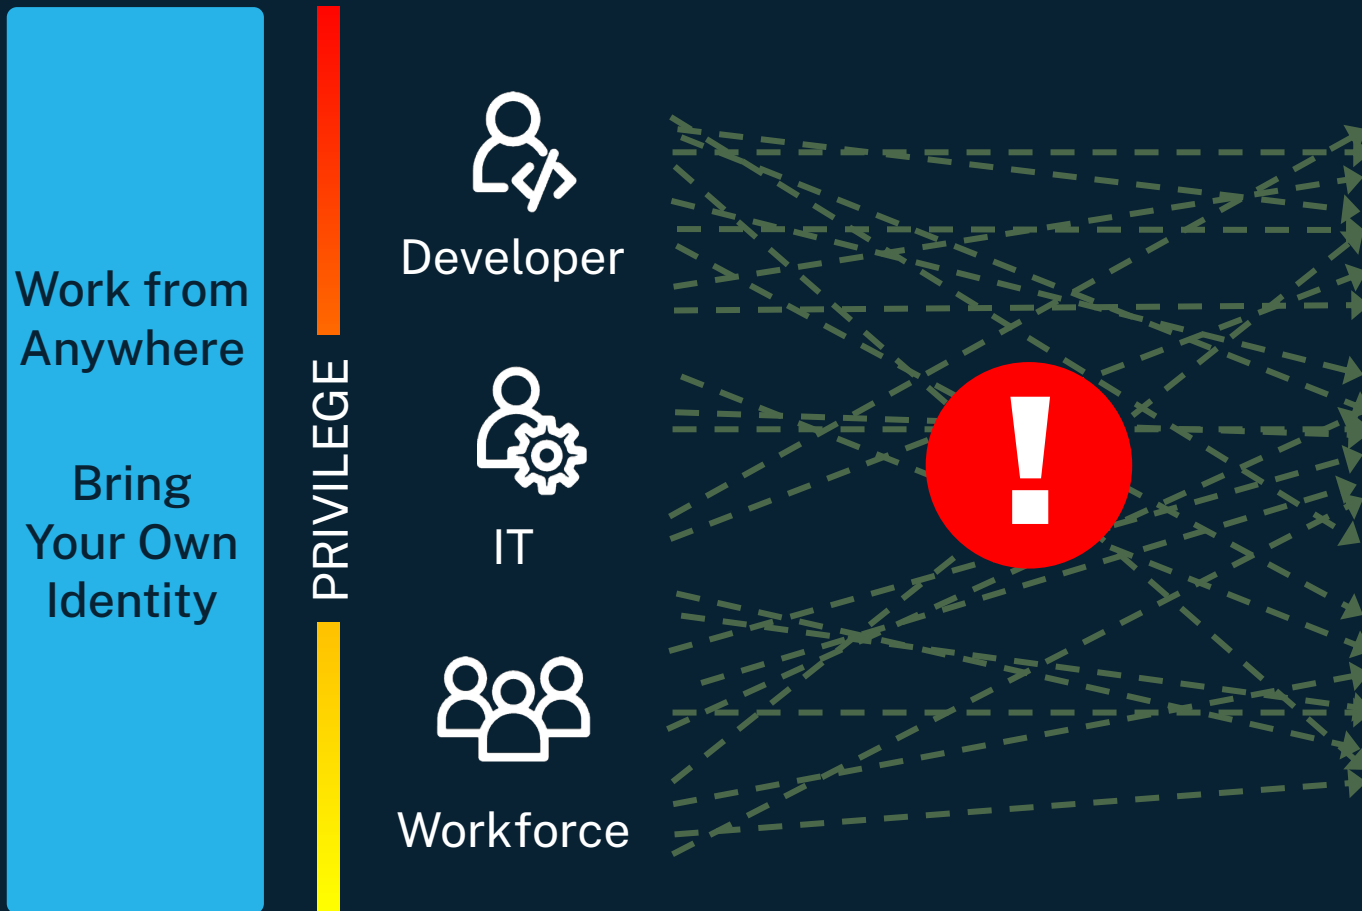 Work from
Anywhere
Bring
Your Own
Identity
PRIVILEGE
Developer
IT
Workforce
!